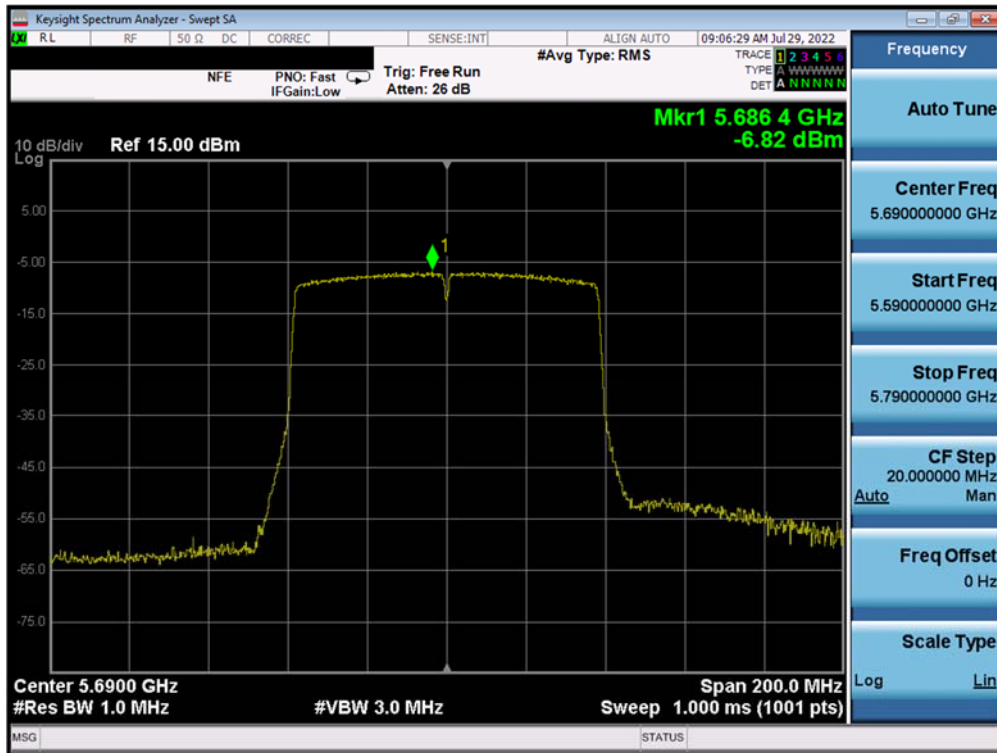 Keysight Spectrum Analyzer - Swept SA
LXI RL RF 50 Ω DC CORREC SENSE:INT ALIGN AUTO 09:06:29 AM Jul 29, 2022
NFE PNO: Fast Trig: Free Run #Avg Type: RMS TRACE 1 2 3 4 5 6
IFGain:Low Atten: 26 dB TYPE A WWWWW
DET A N N N N N
Frequency
Mkr1 5.686 4 GHz
-6.82 dBm
10 dB/div Ref 15.00 dBm
Log
5.00
-5.00
-15.0
-25.0
-35.0
-45.0
-55.0
-65.0
-75.0
1
Center 5.6900 GHz Span 200.0 MHz
#Res BW 1.0 MHz #VBW 3.0 MHz Sweep 1.000 ms (1001 pts)
MSG STATUS
Auto Tune
Center Freq
5.690000000 GHz
Start Freq
5.590000000 GHz
Stop Freq
5.790000000 GHz
CF Step
20.000000 MHz
Auto Man
Freq Offset
0 Hz
Scale Type
Log Lin